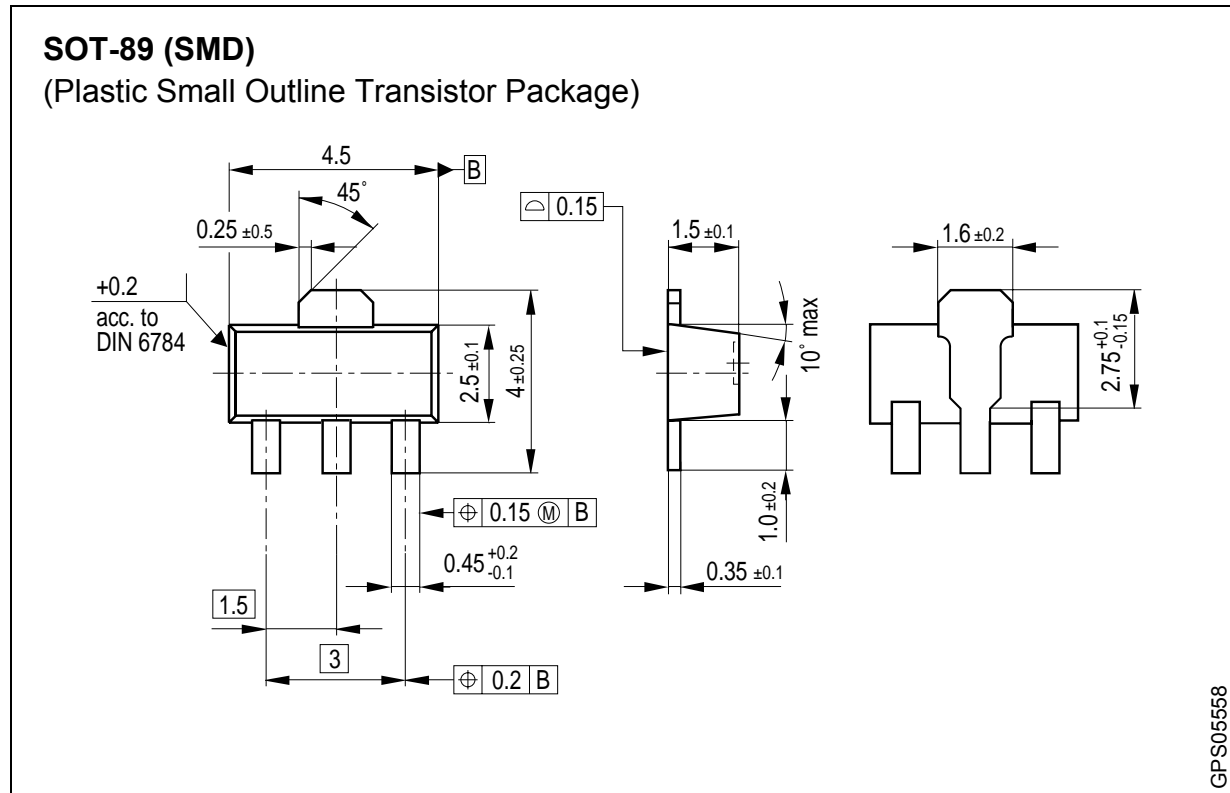 SOT-89 (SMD)
(Plastic Small Outline Transistor Package)
4.5
B
45°
0.25 ±0.5
+0.2
acc. to
DIN 6784
2.5±0.1
4±0.25
0.15 Ⓜ B
0.45 +0.2 -0.1
1.5
3
0.2 B
0.15
1.5 ±0.1
10° max
1.0 ±0.2
0.35 ±0.1
1.6 ±0.2
2.75 +0.1 -0.15
GPS05558